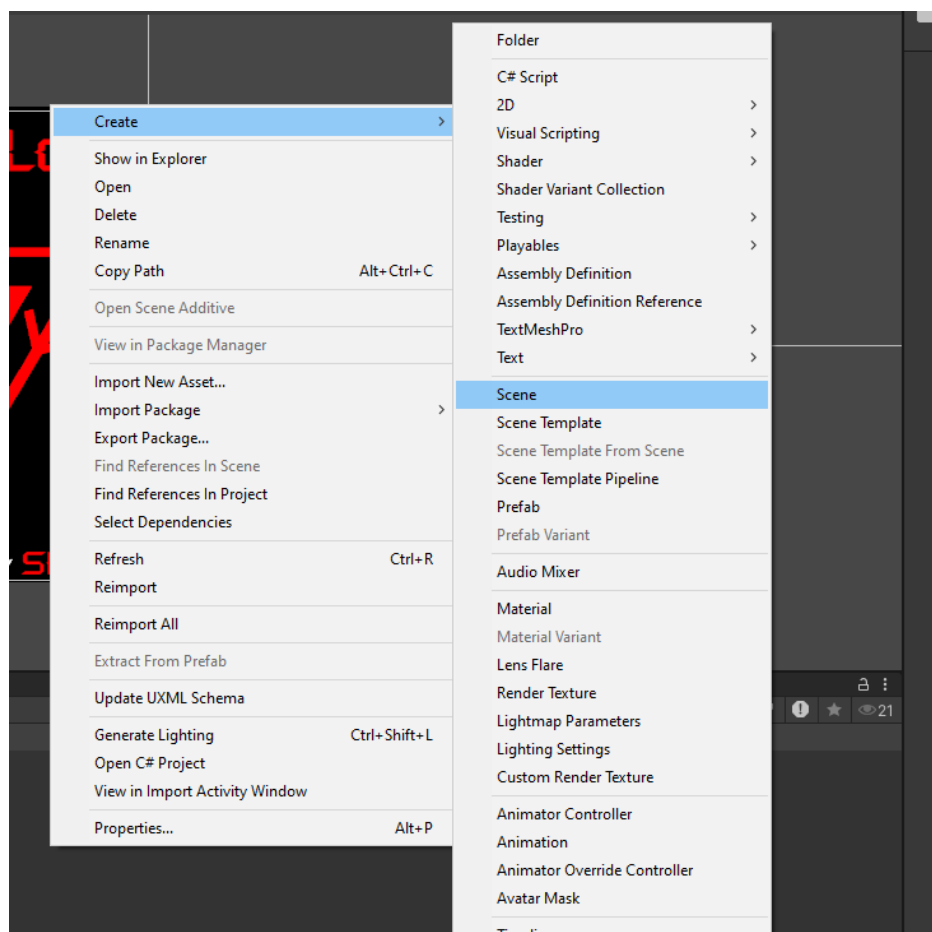 Create
Show in Explorer
Open
Delete
Rename
Copy Path Alt+Ctrl+C
Open Scene Additive
View in Package Manager
Import New Asset...
Import Package
Export Package...
Find References In Scene
Find References In Project
Select Dependencies
Refresh Ctrl+R
Reimport
Reimport All
Extract From Prefab
Update UXML Schema
Generate Lighting Ctrl+Shift+L
Open C# Project
View in Import Activity Window
Properties... Alt+P
Folder
C# Script
2D
Visual Scripting
Shader
Shader Variant Collection
Testing
Playables
Assembly Definition
Assembly Definition Reference
TextMeshPro
Text
Scene
Scene Template
Scene Template From Scene
Scene Template Pipeline
Prefab
Prefab Variant
Audio Mixer
Material
Material Variant
Lens Flare
Render Texture
Lightmap Parameters
Lighting Settings
Custom Render Texture
Animator Controller
Animation
Animator Override Controller
Avatar Mask
21